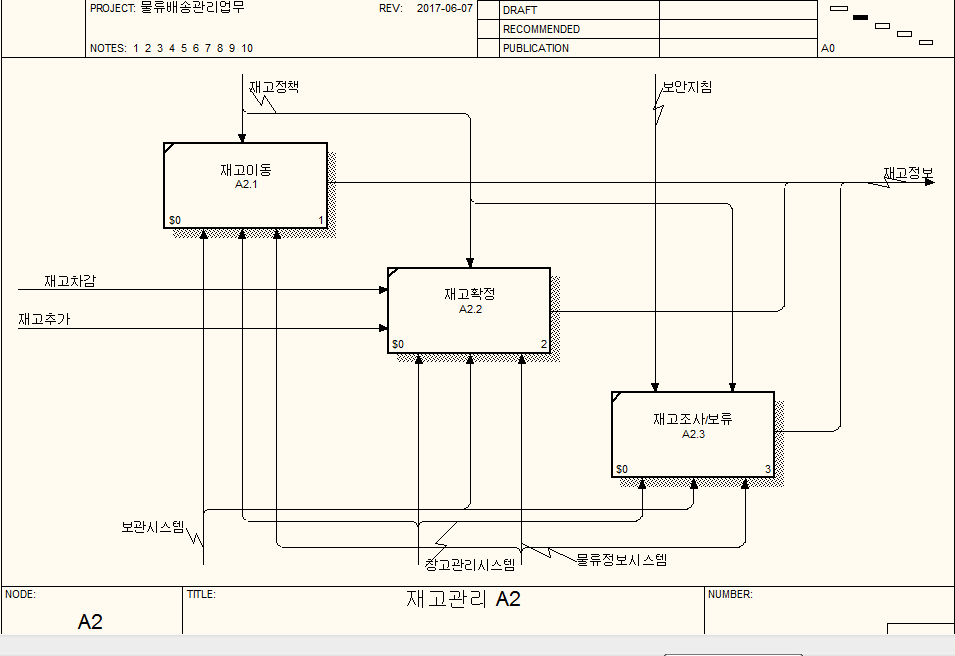 PROJECT: 물류배송관리업무
REV: 2017-06-07
DRAFT
RECOMMENDED
NOTES: 1 2 3 4 5 6 7 8 9 10
PUBLICATION
A0
재고정책
보안지침
재고이동
A2.1
$0
1
재고정보
재고차감
재고추가
재고확정
A2.2
$0
2
재고조사/보류
A2.3
$0
3
보관시스템
창고관리시스템
물류정보시스템
NODE:
A2
TITLE:
재고관리 A2
NUMBER: